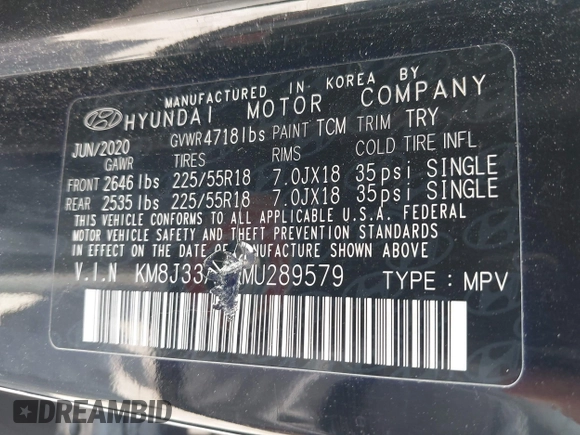 MANUFACTURED IN KOREA BY
HYUNDAI MOTOR COMPANY
JUN/2020 GVWR 4718lbs PAINT TCM TRIM TRY
GAWR TIRES RIMS COLD TIRE INFL
FRONT 2646lbs 225/55R18 7.0JX18 35psi SINGLE
REAR 2535lbs 225/55R18 7.0JX18 35psi SINGLE
THIS VEHICLE CONFORMS TO ALL APPLICABLE U.S.A. FEDERAL
MOTOR VEHICLE SAFETY AND THEFT PREVENTION STANDARDS
IN EFFECT ON THE DATE OF MANUFACTURE SHOWN ABOVE.
V.I.N KM8J33 MU289579 TYPE : MPV
DREAMBID